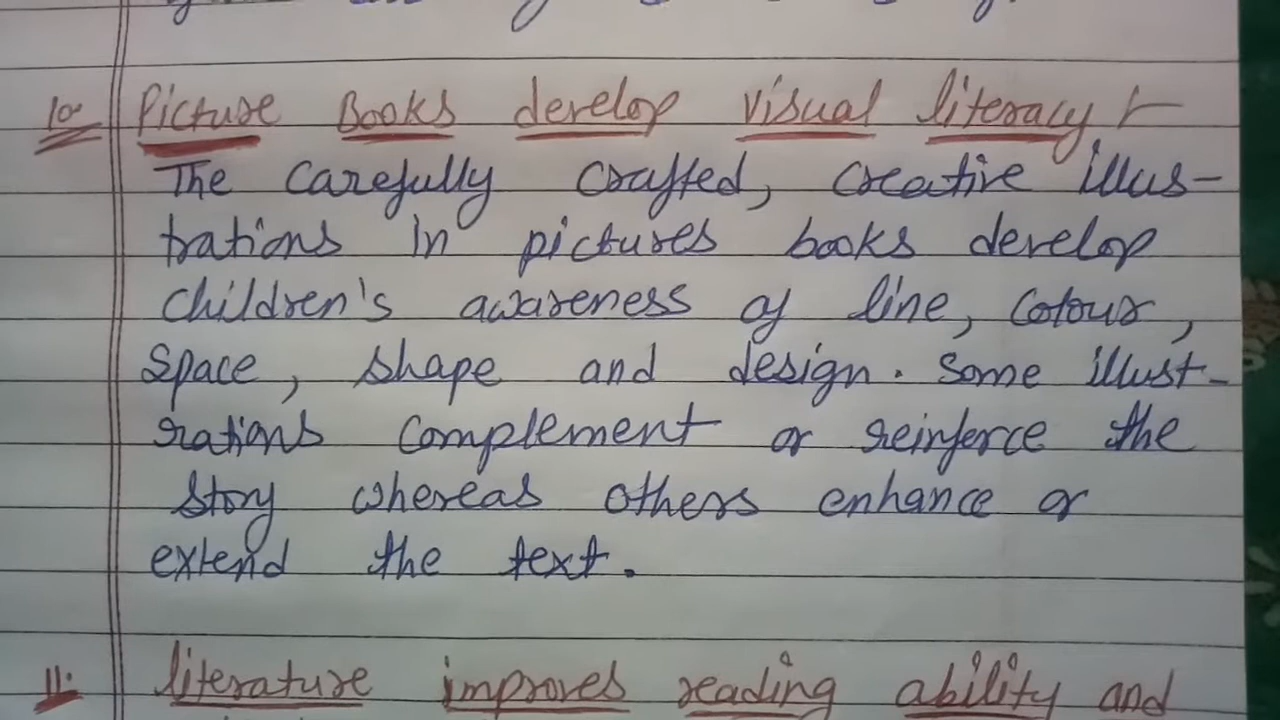 10. Picture Books develop visual literacy :-
The carefully crafted, creative illus-
trations in pictures books develop
children's awareness of line, colour,
space, shape and design. Some illust-
rations complement or reinforce the
story whereas others enhance or
extend the text.
11. literature improves reading ability and